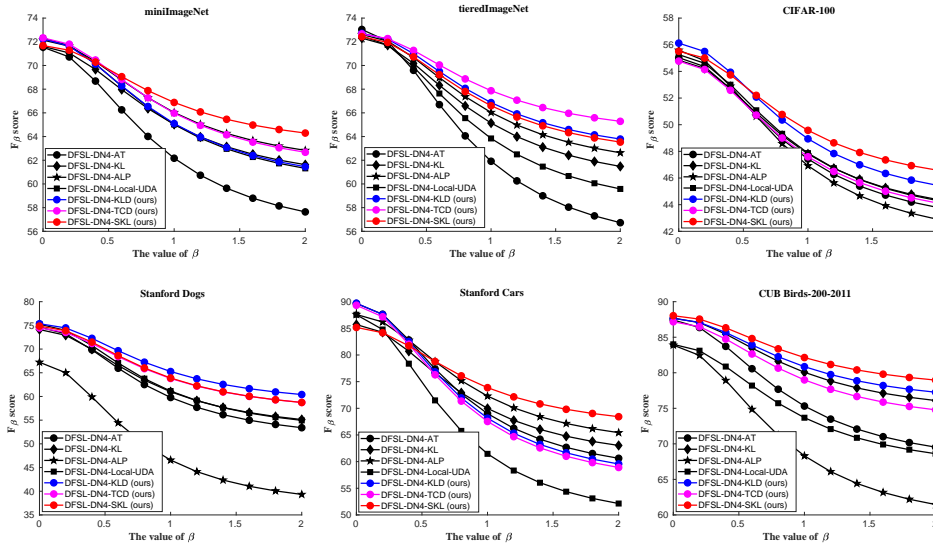 miniImageNet
74
72
70
68
66
64
62
60
58
56
F β score
DFSL-DN4-AT
DFSL-DN4-KL
DFSL-DN4-ALP
DFSL-DN4-Local-UDA
DFSL-DN4-KLD (ours)
DFSL-DN4-TCD (ours)
DFSL-DN4-SKL (ours)
0 0.5 1 1.5 2
The value of β
tieredImageNet
74
72
70
68
66
64
62
60
58
56
F β score
DFSL-DN4-AT
DFSL-DN4-KL
DFSL-DN4-ALP
DFSL-DN4-Local-UDA
DFSL-DN4-KLD (ours)
DFSL-DN4-TCD (ours)
DFSL-DN4-SKL (ours)
0 0.5 1 1.5 2
The value of β
CIFAR-100
58
56
54
52
50
48
46
44
42
F β score
DFSL-DN4-AT
DFSL-DN4-KL
DFSL-DN4-ALP
DFSL-DN4-Local-UDA
DFSL-DN4-KLD (ours)
DFSL-DN4-TCD (ours)
DFSL-DN4-SKL (ours)
0 0.5 1 1.5
The value of β
Stanford Dogs
85
80
75
70
65
60
55
50
45
40
35
F β score
DFSL-DN4-AT
DFSL-DN4-KL
DFSL-DN4-ALP
DFSL-DN4-Local-UDA
DFSL-DN4-KLD (ours)
DFSL-DN4-TCD (ours)
DFSL-DN4-SKL (ours)
0 0.5 1 1.5 2
The value of β
Stanford Cars
90
85
80
75
70
65
60
55
50
F β score
DFSL-DN4-AT
DFSL-DN4-KL
DFSL-DN4-ALP
DFSL-DN4-Local-UDA
DFSL-DN4-KLD (ours)
DFSL-DN4-TCD (ours)
DFSL-DN4-SKL (ours)
0 0.5 1 1.5 2
The value of β
CUB Birds-200-2011
90
85
80
75
70
65
60
F β score
DFSL-DN4-AT
DFSL-DN4-KL
DFSL-DN4-ALP
DFSL-DN4-Local-UDA
DFSL-DN4-KLD (ours)
DFSL-DN4-TCD (ours)
DFSL-DN4-SKL (ours)
0 0.5 1 1.5
The value of β